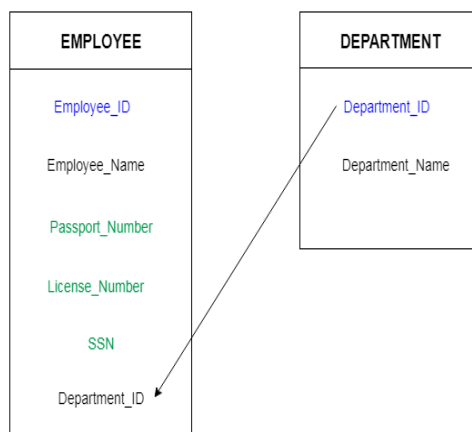 EMPLOYEE
Employee_ID
Employee_Name
Passport_Number
License_Number
SSN
Department_ID
DEPARTMENT
Department_ID
Department_Name